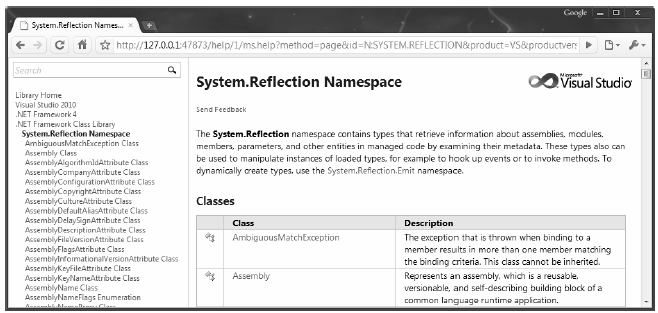 Google
System.Reflection Names...
http://127.0.0.1:47873/help/1/ms.help?method=page&id=N:SYSTEM.REFLECTION&product=VS&productvers
Search
Library Home
Visual Studio 2010
.NET Framework 4
.NET Framework Class Library
System.Reflection Namespace
AmbiguousMatchException Class
Assembly Class
AssemblyAlgorithmIdAttribute Class
AssemblyCompanyAttribute Class
AssemblyConfigurationAttribute Class
AssemblyCopyrightAttribute Class
AssemblyCultureAttribute Class
AssemblyDefaultAliasAttribute Class
AssemblyDelaySignAttribute Class
AssemblyDescriptionAttribute Class
AssemblyFileVersionAttribute Class
AssemblyFlagsAttribute Class
AssemblyInformationalVersionAttribute Class
AssemblyKeyFileAttribute Class
AssemblyKeyNameAttribute Class
AssemblyName Class
AssemblyNameFlags Enumeration
System.Reflection Namespace
Microsoft
Visual Studio
Send Feedback
The System.Reflection namespace contains types that retrieve information about assemblies, modules,
members, parameters, and other entities in managed code by examining their metadata. These types also can
be used to manipulate instances of loaded types, for example to hook up events or to invoke methods. To
dynamically create types, use the System.Reflection.Emit namespace.
Classes
Class Description
AmbiguousMatchException The exception that is thrown when binding to a
member results in more than one member matching
the binding criteria. This class cannot be inherited.
Assembly Represents an assembly, which is a reusable,
versionable, and self-describing building block of a
common language runtime application.